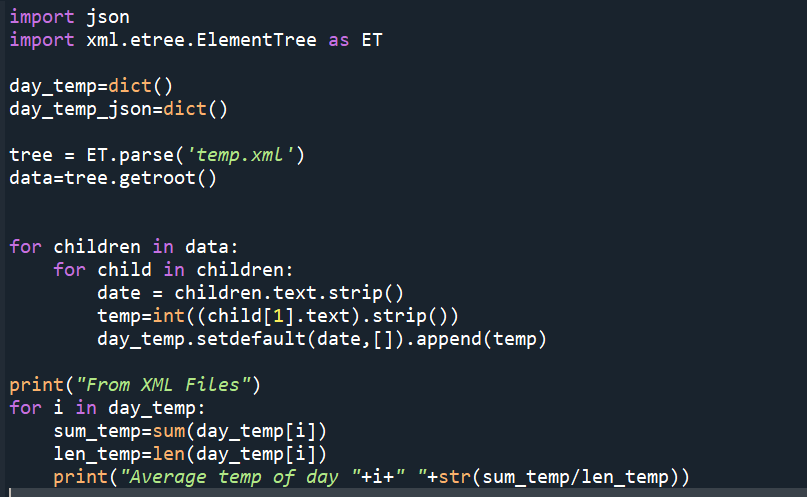 import json
import xml.etree.ElementTree as ET
day_temp=dict()
day_temp_json=dict()
tree = ET.parse('temp.xml')
data=tree.getroot()
for children in data:
    for child in children:
        date = children.text.strip()
        temp=int((child[1].text).strip())
        day_temp.setdefault(date,[]).append(temp)
print("From XML Files")
for i in day_temp:
    sum_temp=sum(day_temp[i])
    len_temp=len(day_temp[i])
    print("Average temp of day "+i+" "+str(sum_temp/len_temp))